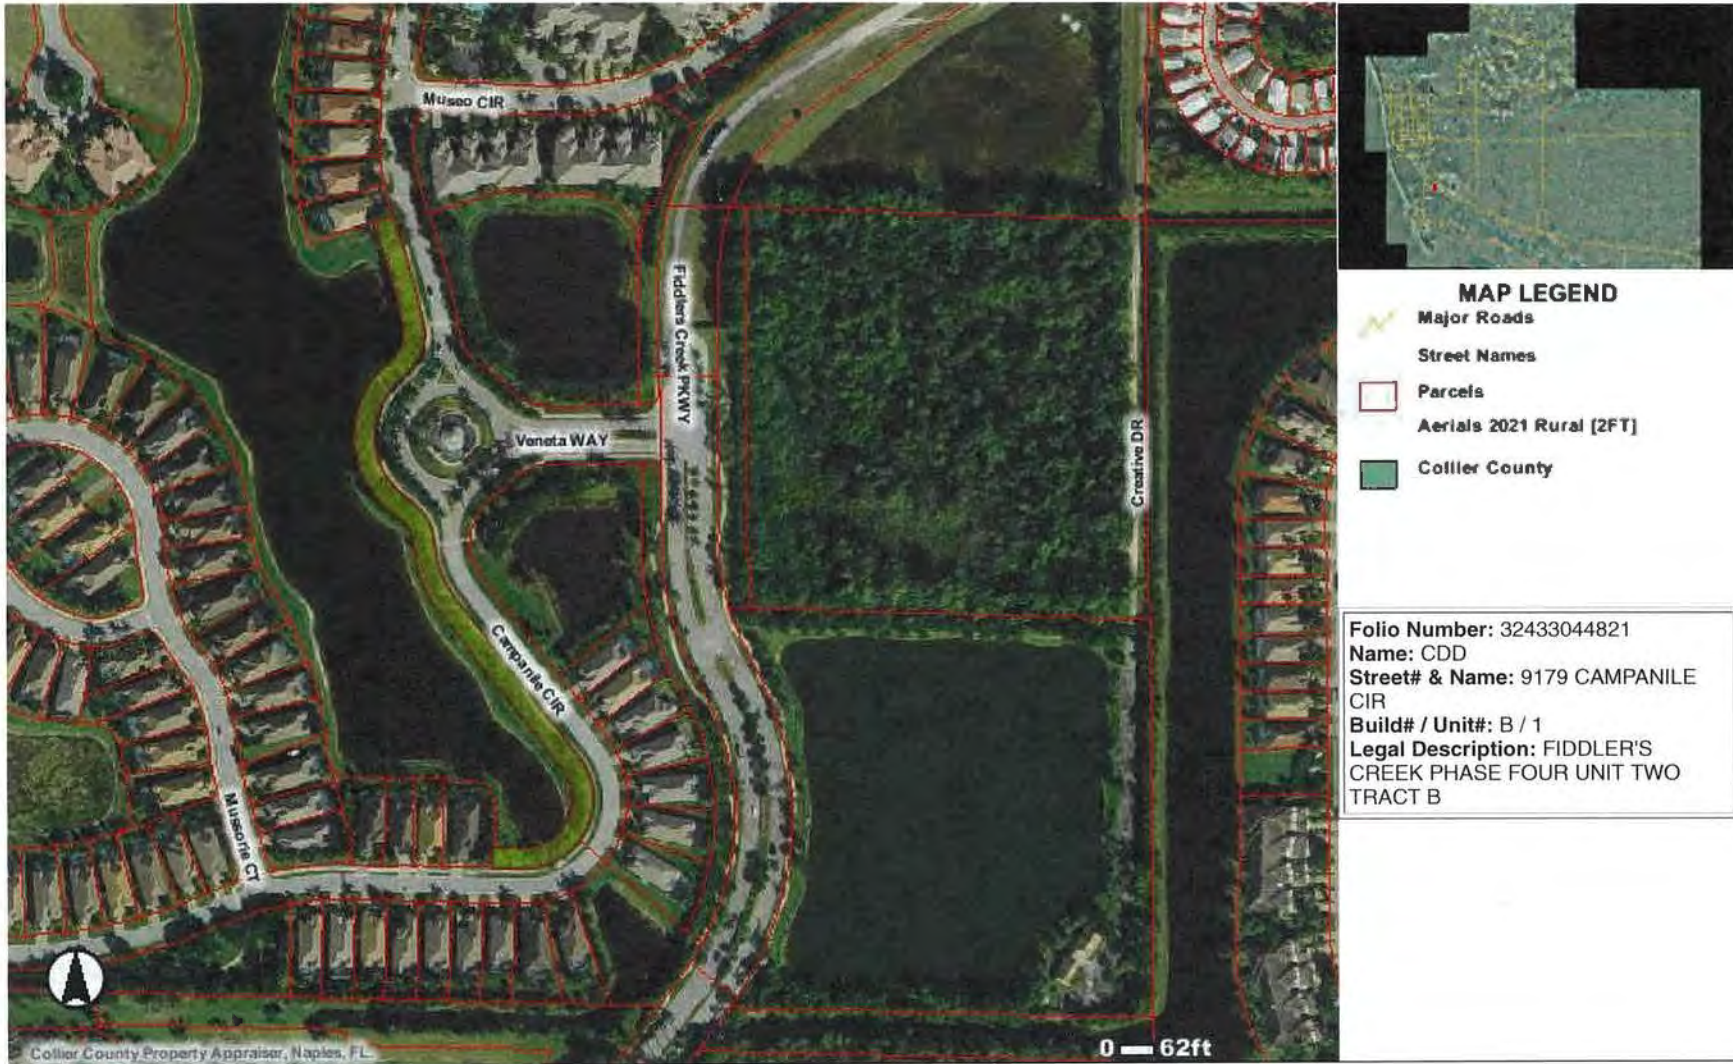 Museo CIR
Fiddlers Creek PKWY
Veneta WAY
Creative DR
Campanile CIR
Mussorie CT
Collier County Property Appraiser, Naples, FL.
0 62ft
MAP LEGEND
Major Roads
Street Names
Parcels
Aerials 2021 Rural [2FT]
Collier County
Folio Number: 32433044821
Name: CDD
Street# & Name: 9179 CAMPANILE
CIR
Build# / Unit#: B / 1
Legal Description: FIDDLER'S
CREEK PHASE FOUR UNIT TWO
TRACT B